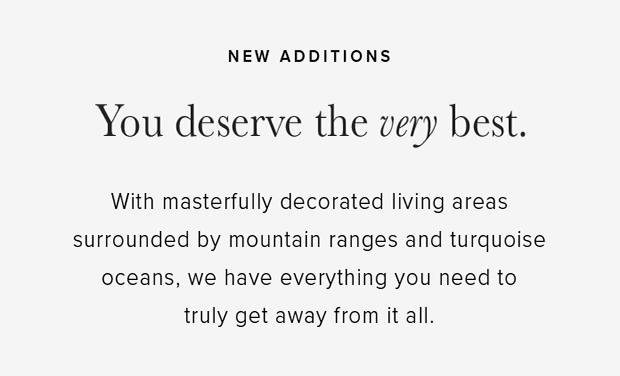 NEW ADDITIONS
You deserve the very best.
With masterfully decorated living areas
surrounded by mountain ranges and turquoise
oceans, we have everything you need to
truly get away from it all.